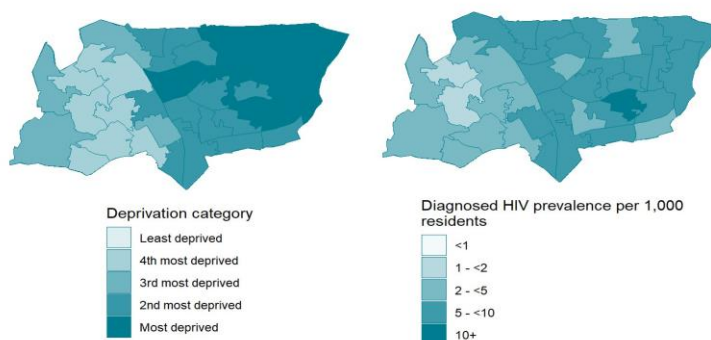 Deprivation category
Least deprived
4th most deprived
3rd most deprived
2nd most deprived
Most deprived
Diagnosed HIV prevalence per 1,000
residents
<1
1 - <2
2 - <5
5 - <10
10+